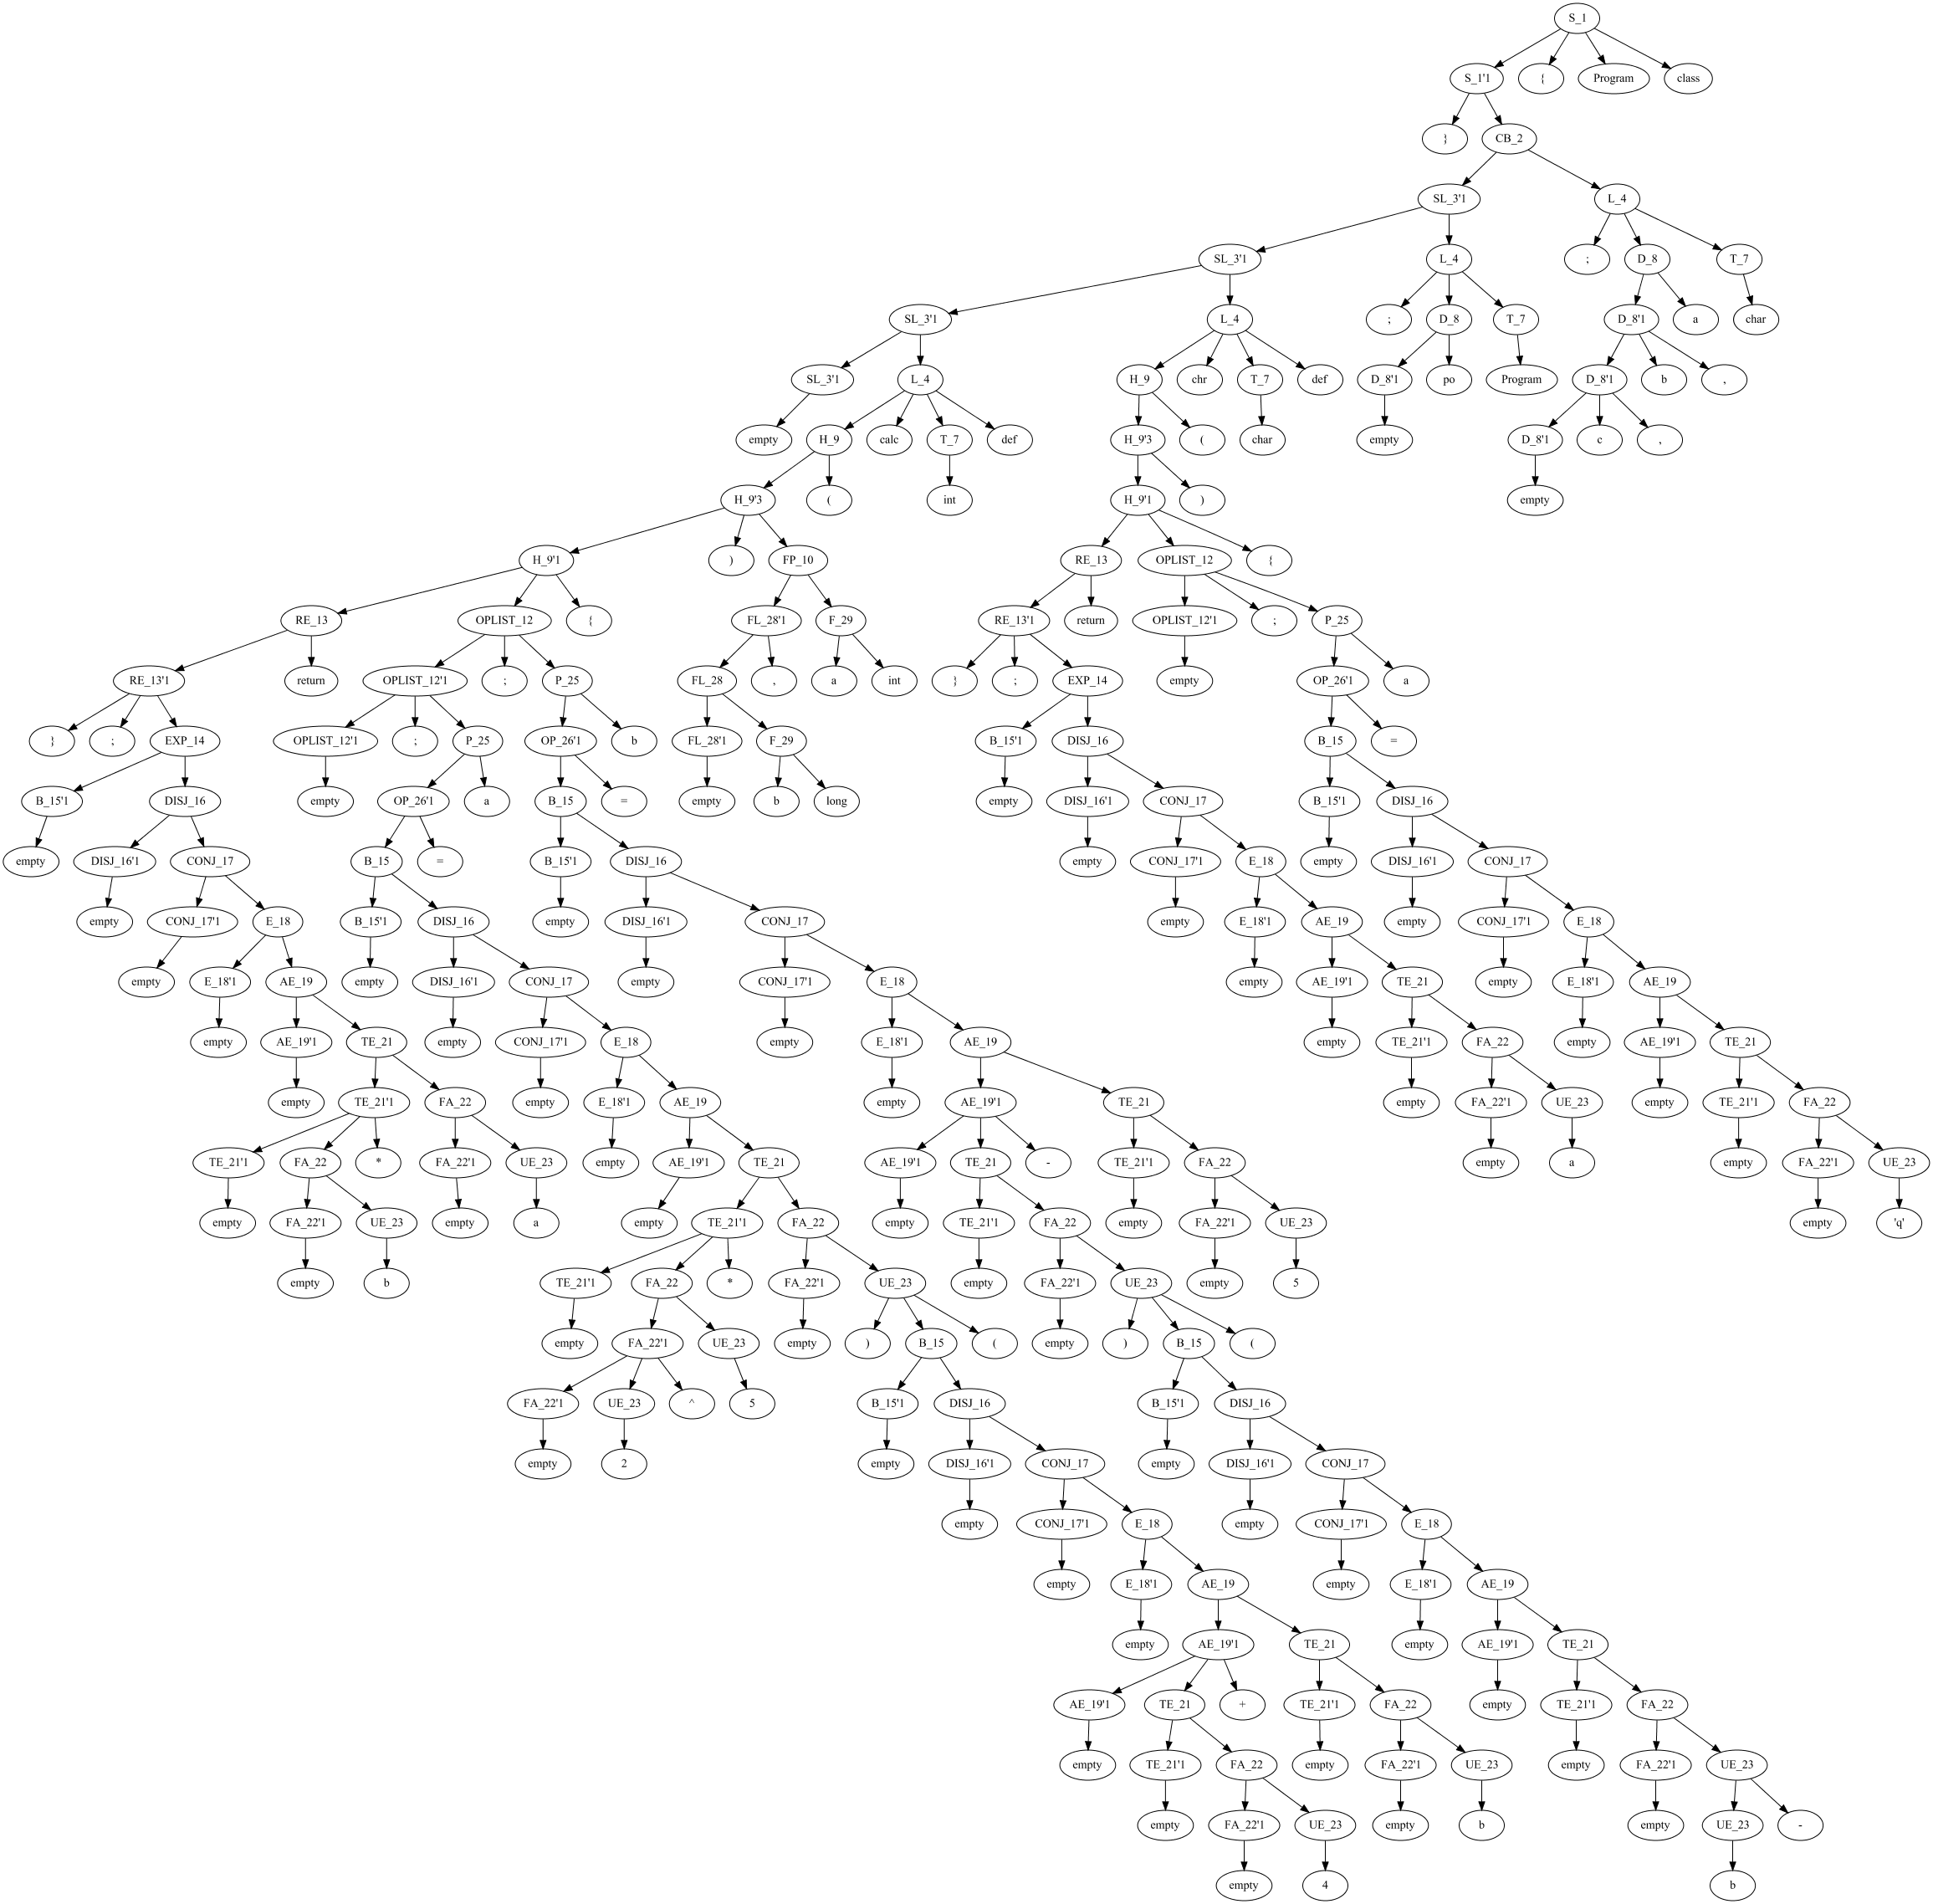 S_1
S_1'1 { Program class
} CB_2
SL_3'1 L_4
SL_3'1 L_4 ; D_8 T_7
SL_3'1 L_4 ; D_8 T_7 D_8'1 a char
SL_3'1 L_4 H_9 chr T_7 def D_8'1 po Program D_8'1 b ,
empty H_9 calc T_7 def H_9'3 ( char empty D_8'1 c ,
H_9'3 ( int H_9'1 ) empty
H_9'1 ) FP_10 RE_13 OPLIST_12 {
RE_13 OPLIST_12 { FL_28'1 F_29 RE_13'1 return OPLIST_12'1 ; P_25
RE_13'1 return OPLIST_12'1 ; P_25 FL_28 , a int } ; EXP_14 empty OP_26'1 a
} ; EXP_14 OPLIST_12'1 ; P_25 OP_26'1 b FL_28'1 F_29 B_15'1 DISJ_16 B_15 =
B_15'1 DISJ_16 empty OP_26'1 a B_15 = empty b long empty DISJ_16'1 CONJ_17 B_15'1 DISJ_16
empty DISJ_16'1 CONJ_17 B_15 = B_15'1 DISJ_16 empty CONJ_17'1 E_18 empty DISJ_16'1 CONJ_17
empty CONJ_17'1 E_18 B_15'1 DISJ_16 empty DISJ_16'1 CONJ_17 empty E_18'1 AE_19 empty CONJ_17'1 E_18
empty E_18'1 AE_19 empty DISJ_16'1 CONJ_17 empty CONJ_17'1 E_18 empty AE_19'1 TE_21 empty E_18'1 AE_19
empty AE_19'1 TE_21 empty CONJ_17'1 E_18 empty E_18'1 AE_19 empty TE_21'1 FA_22 empty AE_19'1 TE_21
empty TE_21'1 FA_22 empty E_18'1 AE_19 empty AE_19'1 TE_21 empty FA_22'1 UE_23 empty TE_21'1 FA_22
TE_21'1 FA_22 * FA_22'1 UE_23 empty AE_19'1 TE_21 AE_19'1 TE_21 - TE_21'1 FA_22 empty a empty FA_22'1 UE_23
empty FA_22'1 UE_23 empty a empty TE_21'1 FA_22 empty TE_21'1 FA_22 empty FA_22'1 UE_23 empty 'q'
empty b TE_21'1 FA_22 * FA_22'1 UE_23 empty FA_22'1 UE_23 empty 5
empty FA_22'1 UE_23 empty ) B_15 ( empty ) B_15 (
FA_22'1 UE_23 ^ 5 B_15'1 DISJ_16 B_15'1 DISJ_16
empty 2 empty DISJ_16'1 CONJ_17 empty DISJ_16'1 CONJ_17
empty CONJ_17'1 E_18 empty CONJ_17'1 E_18
empty E_18'1 AE_19 empty E_18'1 AE_19
empty AE_19'1 TE_21 empty AE_19'1 TE_21
AE_19'1 TE_21 + TE_21'1 FA_22 empty TE_21'1 FA_22
empty TE_21'1 FA_22 empty FA_22'1 UE_23 empty FA_22'1 UE_23
empty FA_22'1 UE_23 empty b empty UE_23 -
empty 4 b